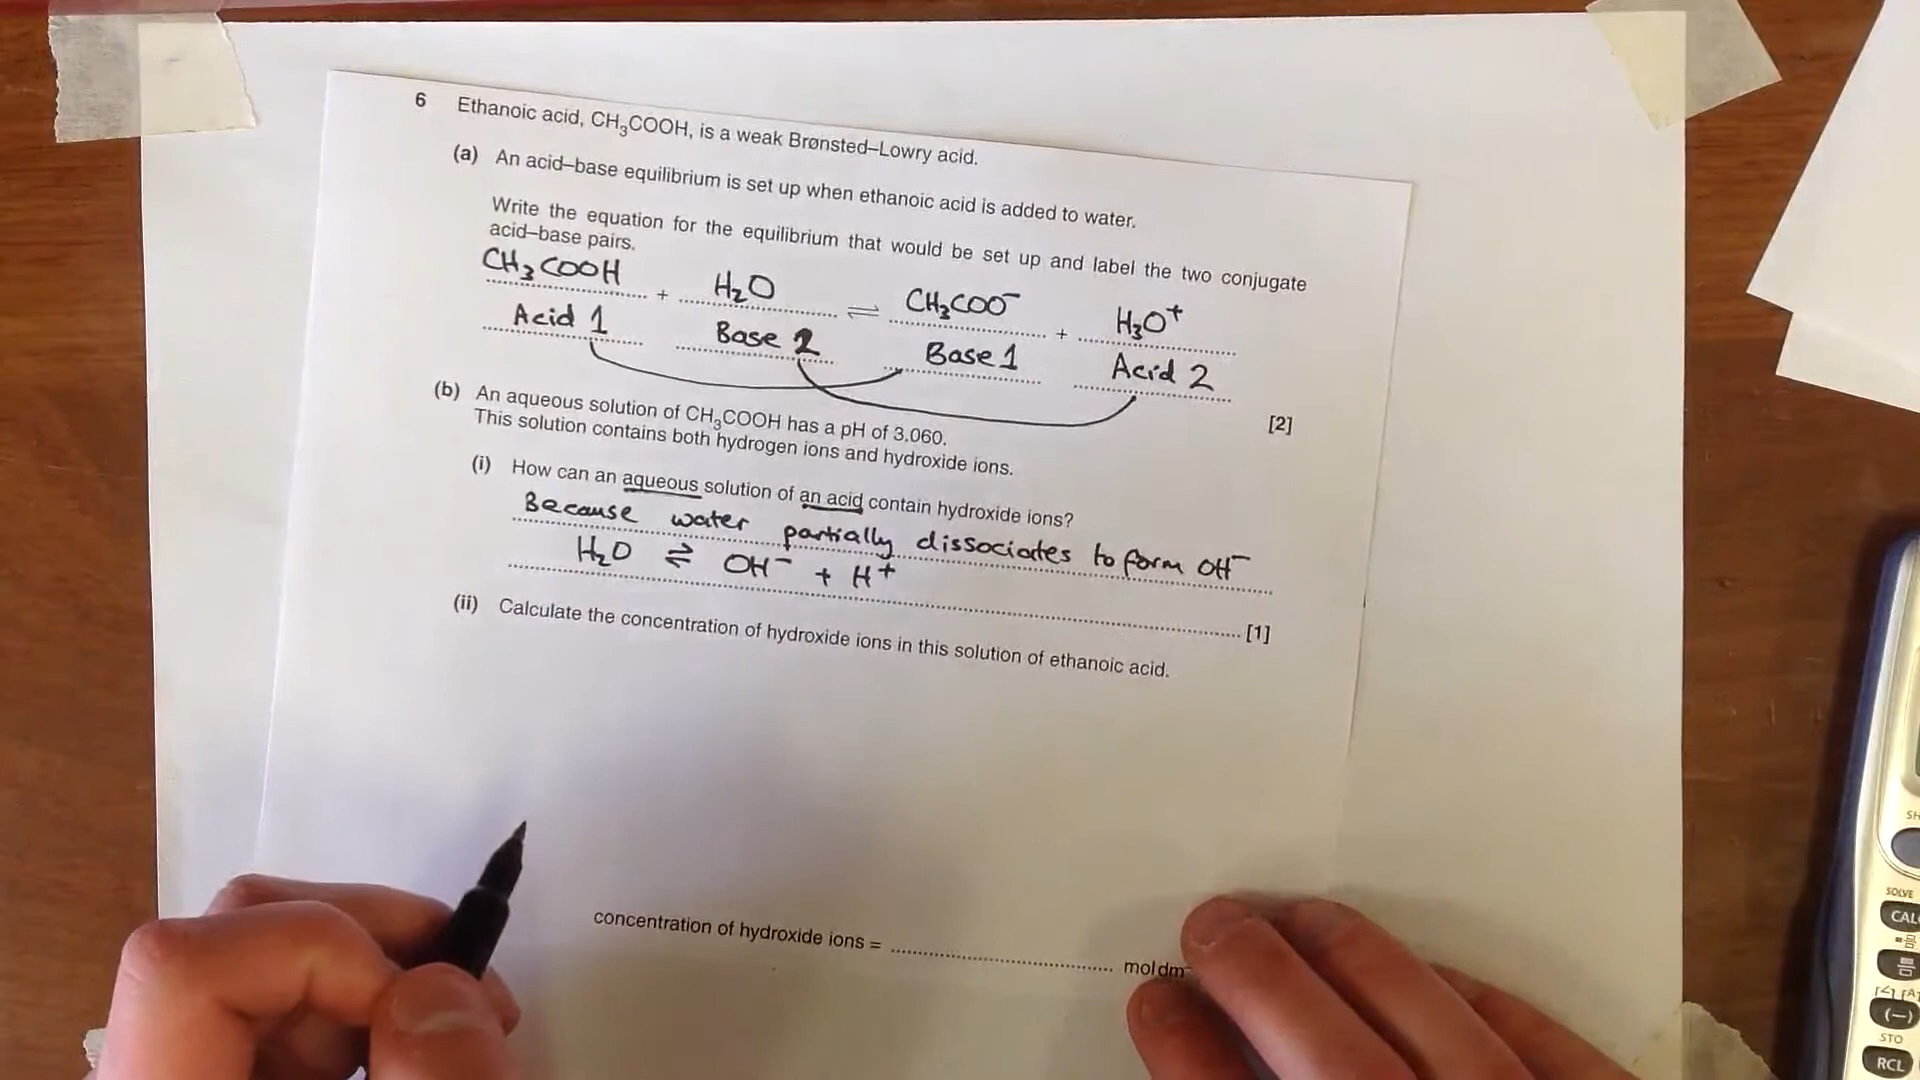 6 Ethanoic acid, CH₃COOH, is a weak Brønsted–Lowry acid.
(a) An acid–base equilibrium is set up when ethanoic acid is added to water.
Write the equation for the equilibrium that would be set up and label the two conjugate
acid–base pairs.
CH₃COOH + H₂O ⇌ CH₃COO⁻ + H₃O⁺
Acid 1 Base 2 Base 1 Acid 2
[2]
(b) An aqueous solution of CH₃COOH has a pH of 3.060.
This solution contains both hydrogen ions and hydroxide ions.
(i) How can an aqueous solution of an acid contain hydroxide ions?
Because water partially dissociates to form OH⁻
H₂O ⇌ OH⁻ + H⁺
[1]
(ii) Calculate the concentration of hydroxide ions in this solution of ethanoic acid.
concentration of hydroxide ions = mol dm⁻
SOLVE
(–)
STO
RCL